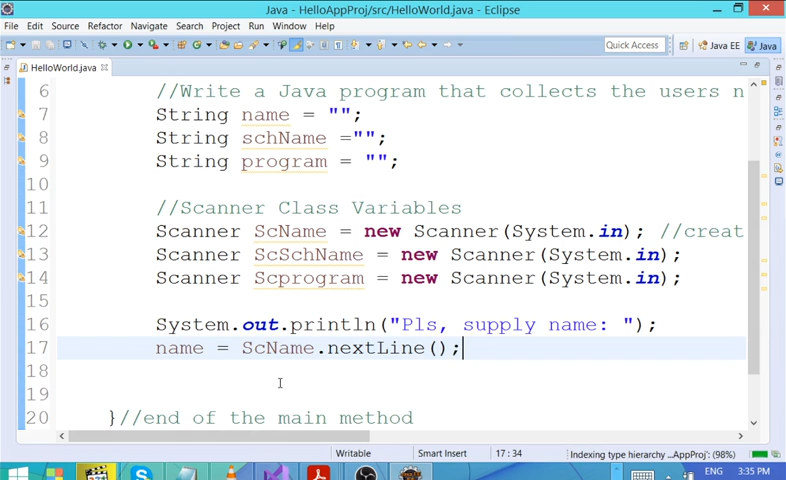 Java - HelloAppProj/src/HelloWorld.java - Eclipse
File Edit Source Refactor Navigate Search Project Run Window Help
Quick Access Java EE Java
HelloWorld.java
6 //Write a Java program that collects the users n
7 String name = "";
8 String schName ="";
9 String program = "";
10
11 //Scanner Class Variables
12 Scanner ScName = new Scanner(System.in); //creat
13 Scanner ScSchName = new Scanner(System.in);
14 Scanner Scprogram = new Scanner(System.in);
15
16 System.out.println("Pls, supply name: ");
17 name = ScName.nextLine();
18
19
20 }//end of the main method
Writable Smart Insert 17 : 34 Indexing type hierarchy ...AppProj: (98%)
ENG 3:35 PM